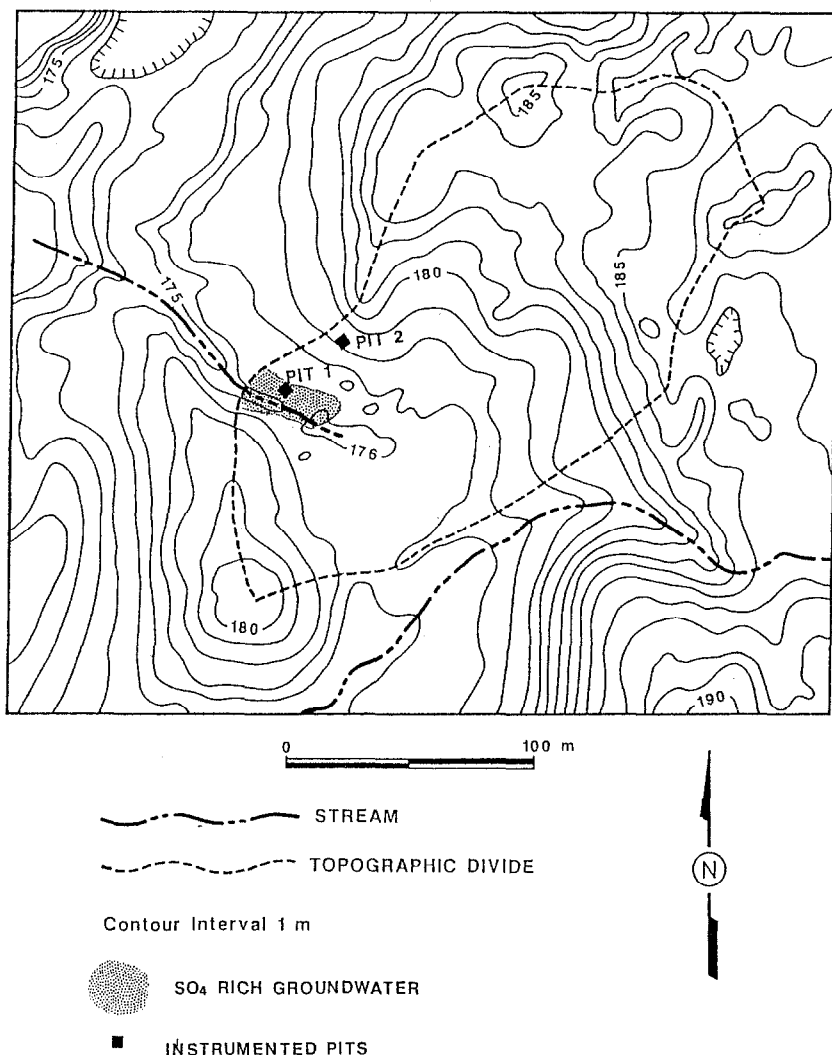 175
185
180
185
175
PIT 2
PIT 1
176
180
190
0 100 m
STREAM
TOPOGRAPHIC DIVIDE
N
Contour Interval 1 m
SO₄ RICH GROUNDWATER
INSTRUMENTED PITS